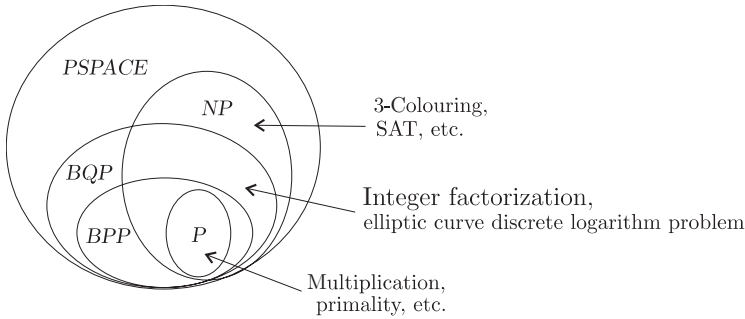 PSPACE
NP
3-Colouring,
SAT, etc.
BQP
Integer factorization,
elliptic curve discrete logarithm problem
BPP
P
Multiplication,
primality, etc.